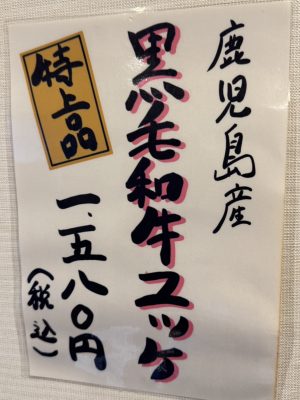 鹿児島産
黒毛和牛ユッケ
特上品
一.五八〇円
(税込)